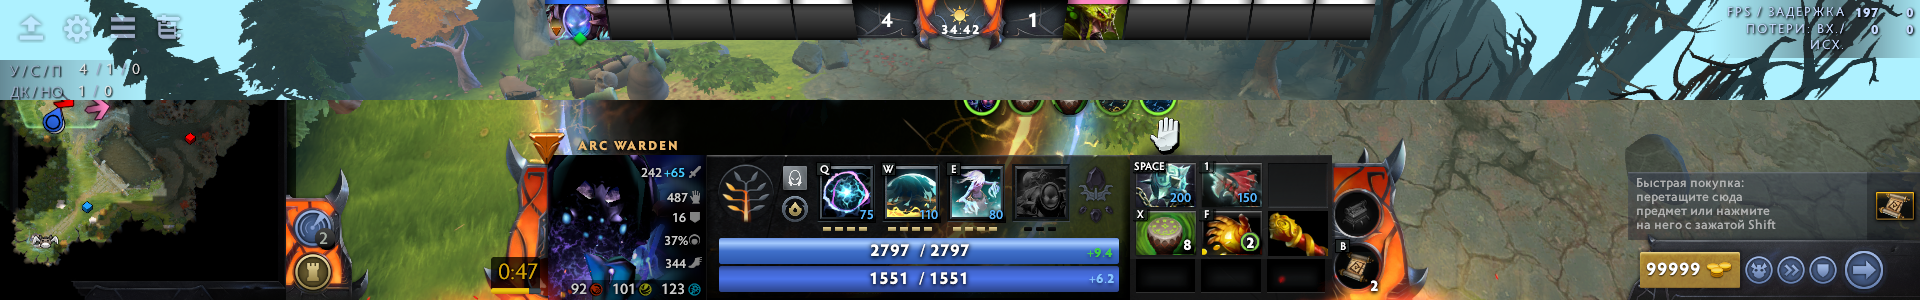 4
34:42
1
FPS / ЗАДЕРЖКА 197 0
ПОТЕРИ: ВХ./ 0 0
ИСХ.
У/С/П 4 / 1 / 0
ДК/НО 1 / 0
ARC WARDEN
242 +65
487
16
37%
344
92 101 123
0:47
2
Q 75
W 110
E 80
2797 / 2797 +9.4
1551 / 1551 +6.2
SPACE 200
1 150
X 8
F 2
B 2
Быстрая покупка:
перетащите сюда
предмет или нажмите
на него с зажатой Shift
99999